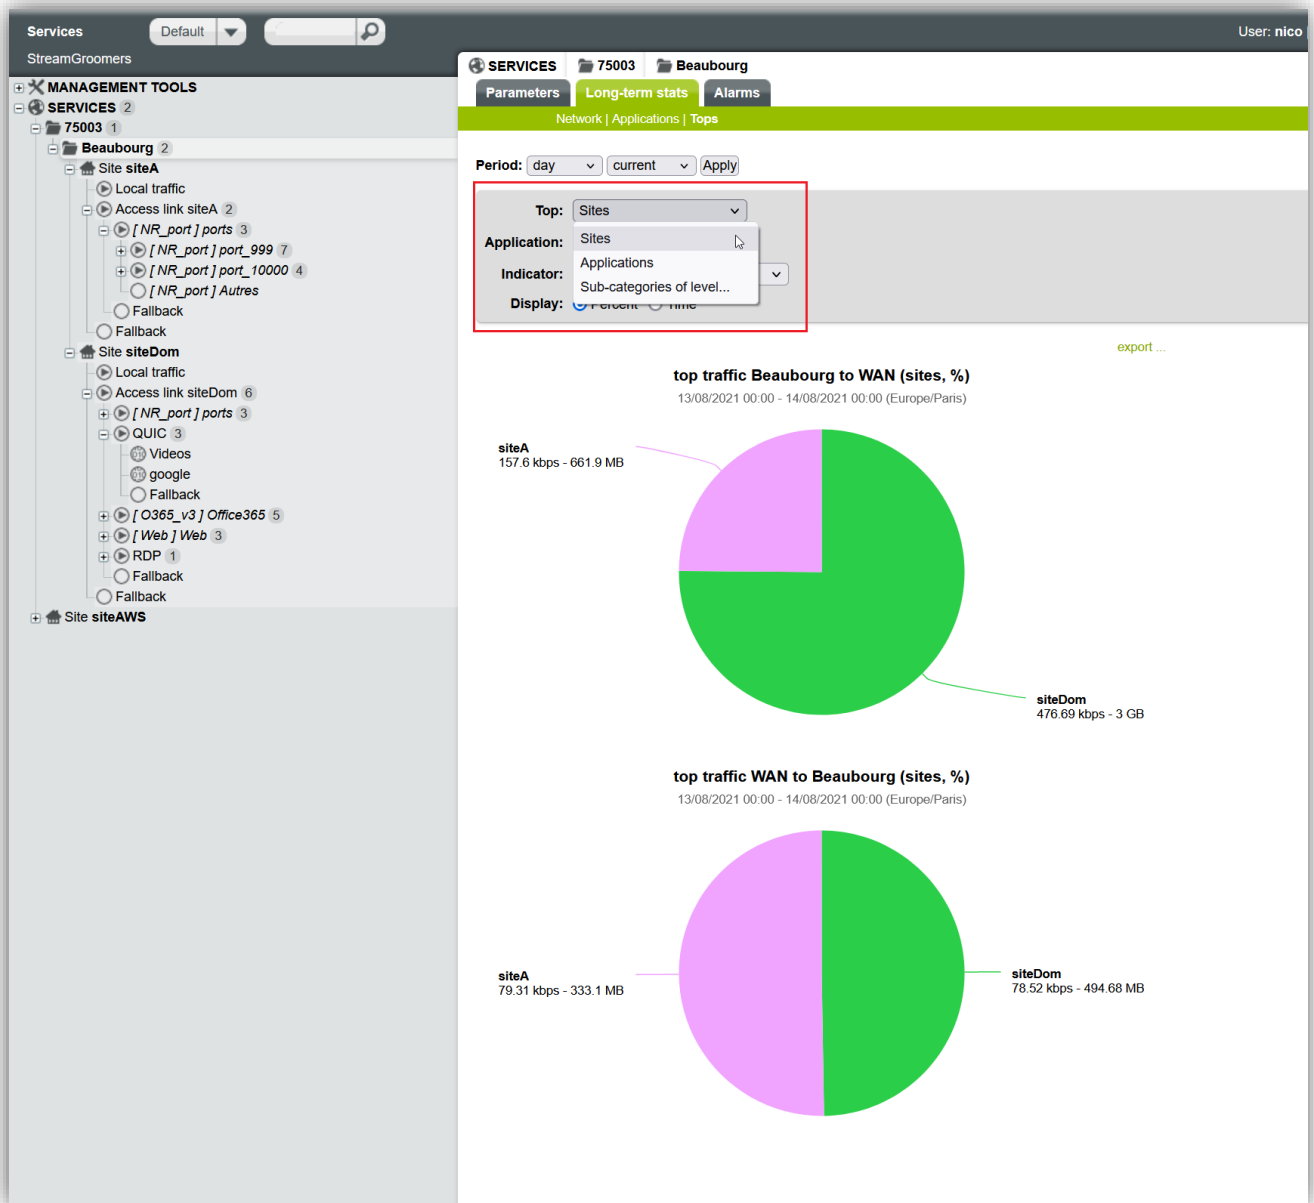 Services
Default
User: nico
StreamGroomers
MANAGEMENT TOOLS
SERVICES 2
75003 1
Beaubourg 2
Site siteA
Local traffic
Access link siteA 2
[ NR_port ] ports 3
[ NR_port ] port_999 7
[ NR_port ] port_10000 4
[ NR_port ] Autres
Fallback
Fallback
Site siteDom
Local traffic
Access link siteDom 6
[ NR_port ] ports 3
QUIC 3
Videos
google
Fallback
[ O365_v3 ] Office365 5
[ Web ] Web 3
RDP 1
Fallback
Fallback
Site siteAWS
SERVICES 75003 Beaubourg
Parameters Long-term stats Alarms
Network | Applications | Tops
Period: day current Apply
Top: Sites
Application:
Indicator:
Display: Percent Time
Sites
Applications
Sub-categories of level...
export ...
top traffic Beaubourg to WAN (sites, %)
13/08/2021 00:00 - 14/08/2021 00:00 (Europe/Paris)
siteA
157.6 kbps - 661.9 MB
siteDom
476.69 kbps - 3 GB
top traffic WAN to Beaubourg (sites, %)
13/08/2021 00:00 - 14/08/2021 00:00 (Europe/Paris)
siteA
79.31 kbps - 333.1 MB
siteDom
78.52 kbps - 494.68 MB